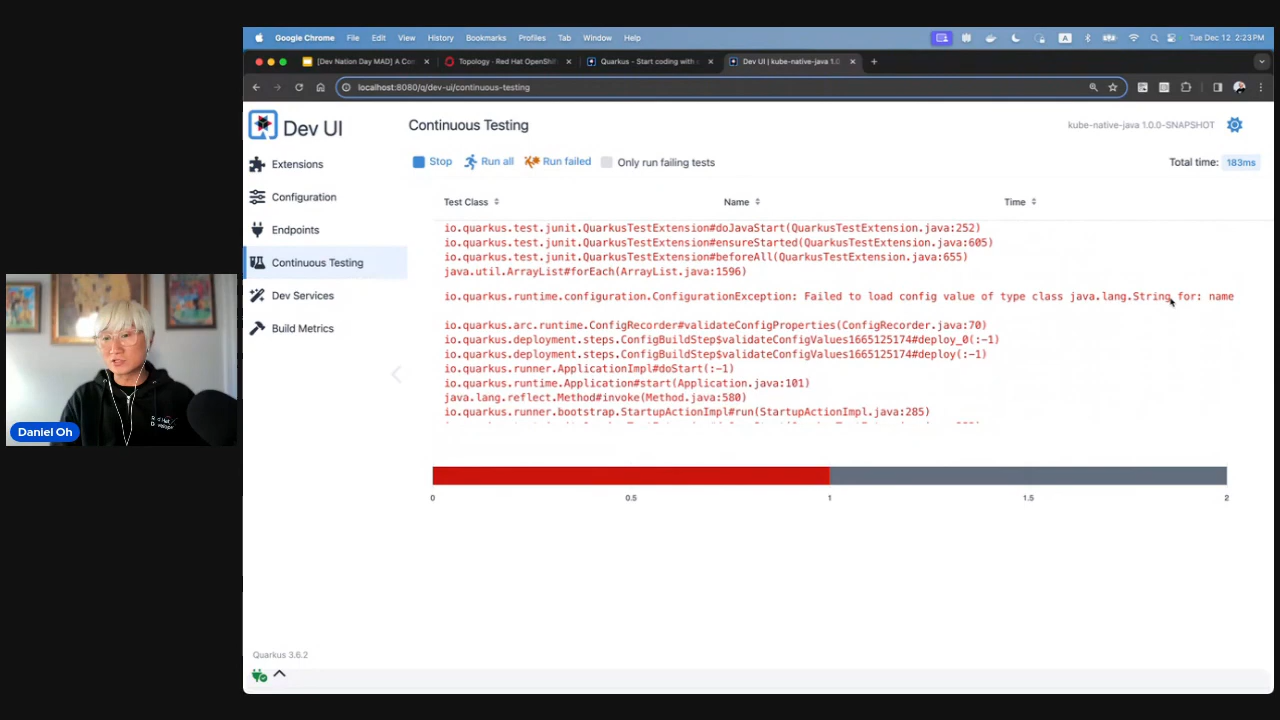 Google Chrome File Edit View History Bookmarks Profiles Tab Window Help
A
Tue Dec 12 2:23PM
[Dev Nation Day MAD] A Con
Topology · Red Hat OpenShi
Quarkus - Start coding with
Dev UI | kube-native-java 1.0.
localhost:8080/q/dev-ui/continuous-testing
Dev UI
Continuous Testing
kube-native-java 1.0.0-SNAPSHOT
Extensions
Configuration
Endpoints
Continuous Testing
Dev Services
Build Metrics
Stop Run all Run failed Only run failing tests
Total time: 183ms
Test Class Name Time
io.quarkus.test.junit.QuarkusTestExtension#doJavaStart(QuarkusTestExtension.java:252)
io.quarkus.test.junit.QuarkusTestExtension#ensureStarted(QuarkusTestExtension.java:605)
io.quarkus.test.junit.QuarkusTestExtension#beforeAll(QuarkusTestExtension.java:655)
java.util.ArrayList#forEach(ArrayList.java:1596)
io.quarkus.runtime.configuration.ConfigurationException: Failed to load config value of type class java.lang.String for: name
io.quarkus.arc.runtime.ConfigRecorder#validateConfigProperties(ConfigRecorder.java:70)
io.quarkus.deployment.steps.ConfigBuildStep$validateConfigValues1665125174#deploy_0(:-1)
io.quarkus.deployment.steps.ConfigBuildStep$validateConfigValues1665125174#deploy(:-1)
io.quarkus.runner.ApplicationImpl#doStart(:-1)
io.quarkus.runtime.Application#start(Application.java:101)
java.lang.reflect.Method#invoke(Method.java:580)
io.quarkus.runner.bootstrap.StartupActionImpl#run(StartupActionImpl.java:285)
0 0.5 1 1.5 2
Quarkus 3.6.2
Red Hat
Daniel Oh